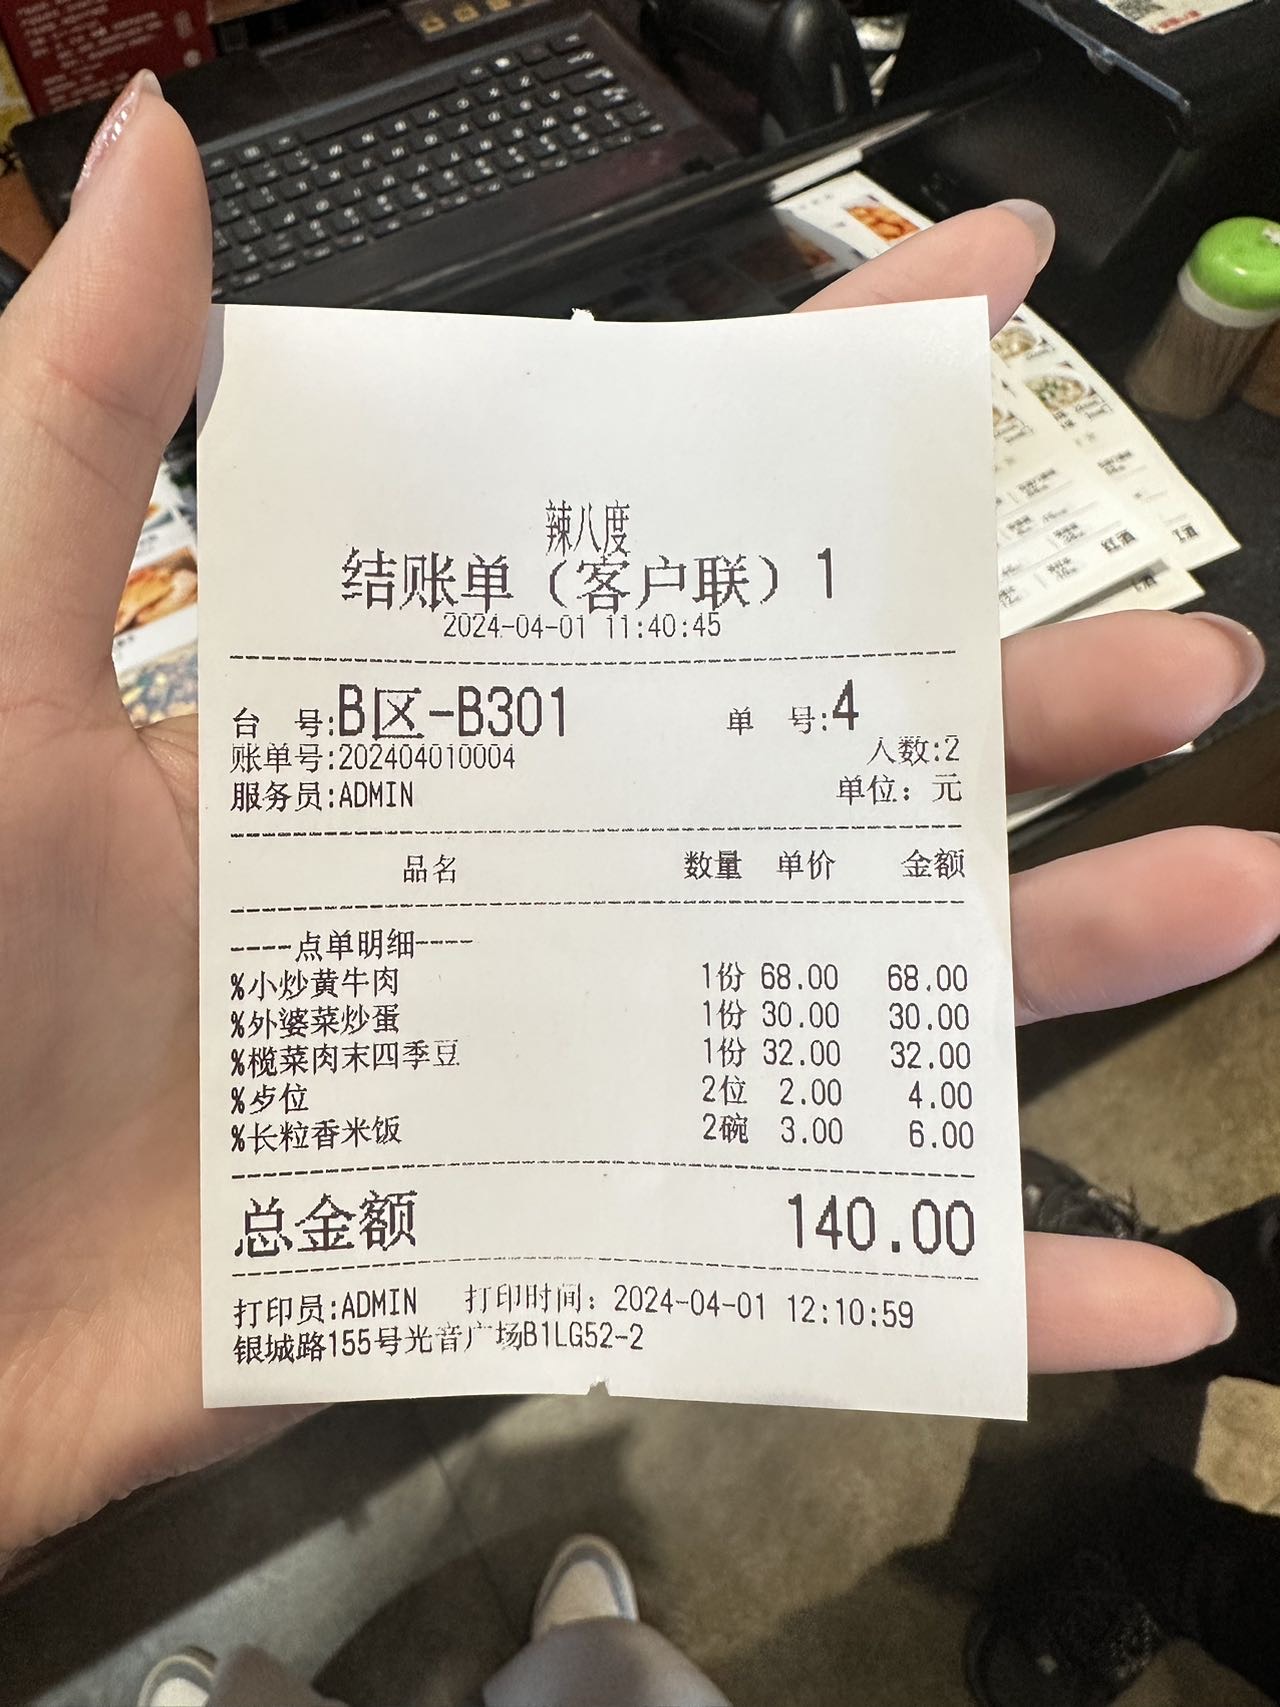 辣八度
结账单（客户联）1
2024-04-01 11:40:45
台 号:B区-B301 单 号:4
账单号:202404010004 人数:2
服务员:ADMIN 单位：元
品名 数量 单价 金额
----点单明细----
%小炒黄牛肉 1份 68.00 68.00
%外婆菜炒蛋 1份 30.00 30.00
%榄菜肉末四季豆 1份 32.00 32.00
%歺位 2位 2.00 4.00
%长粒香米饭 2碗 3.00 6.00
总金额 140.00
打印员:ADMIN 打印时间：2024-04-01 12:10:59
银城路155号光音广场B1LG52-2
红酒